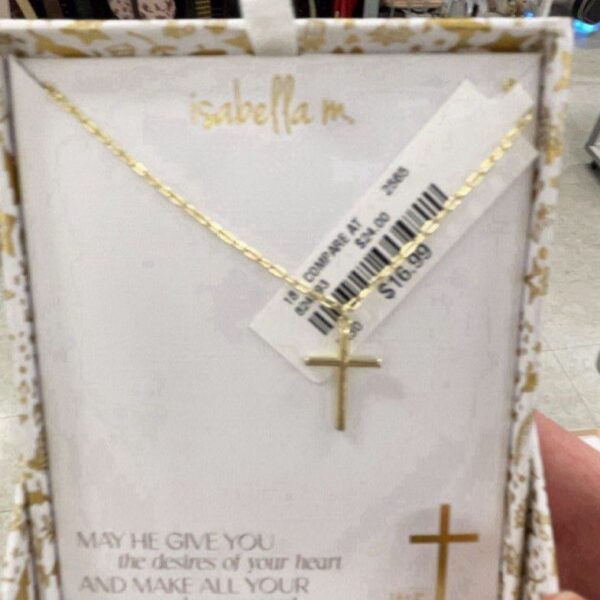 isabella m.
2560
COMPARE AT
$24.00
$16.99
MAY HE GIVE YOU
the desires of your heart
AND MAKE ALL YOUR